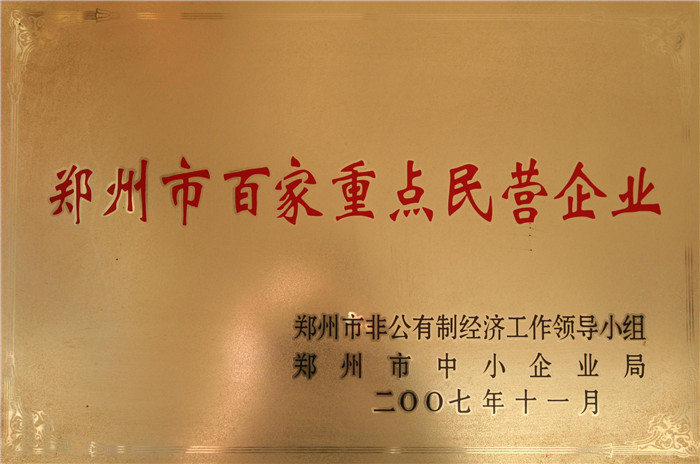 郑州市百家重点民营企业
郑州市非公有制经济工作领导小组
郑州市中小企业局
二〇〇七年十一月